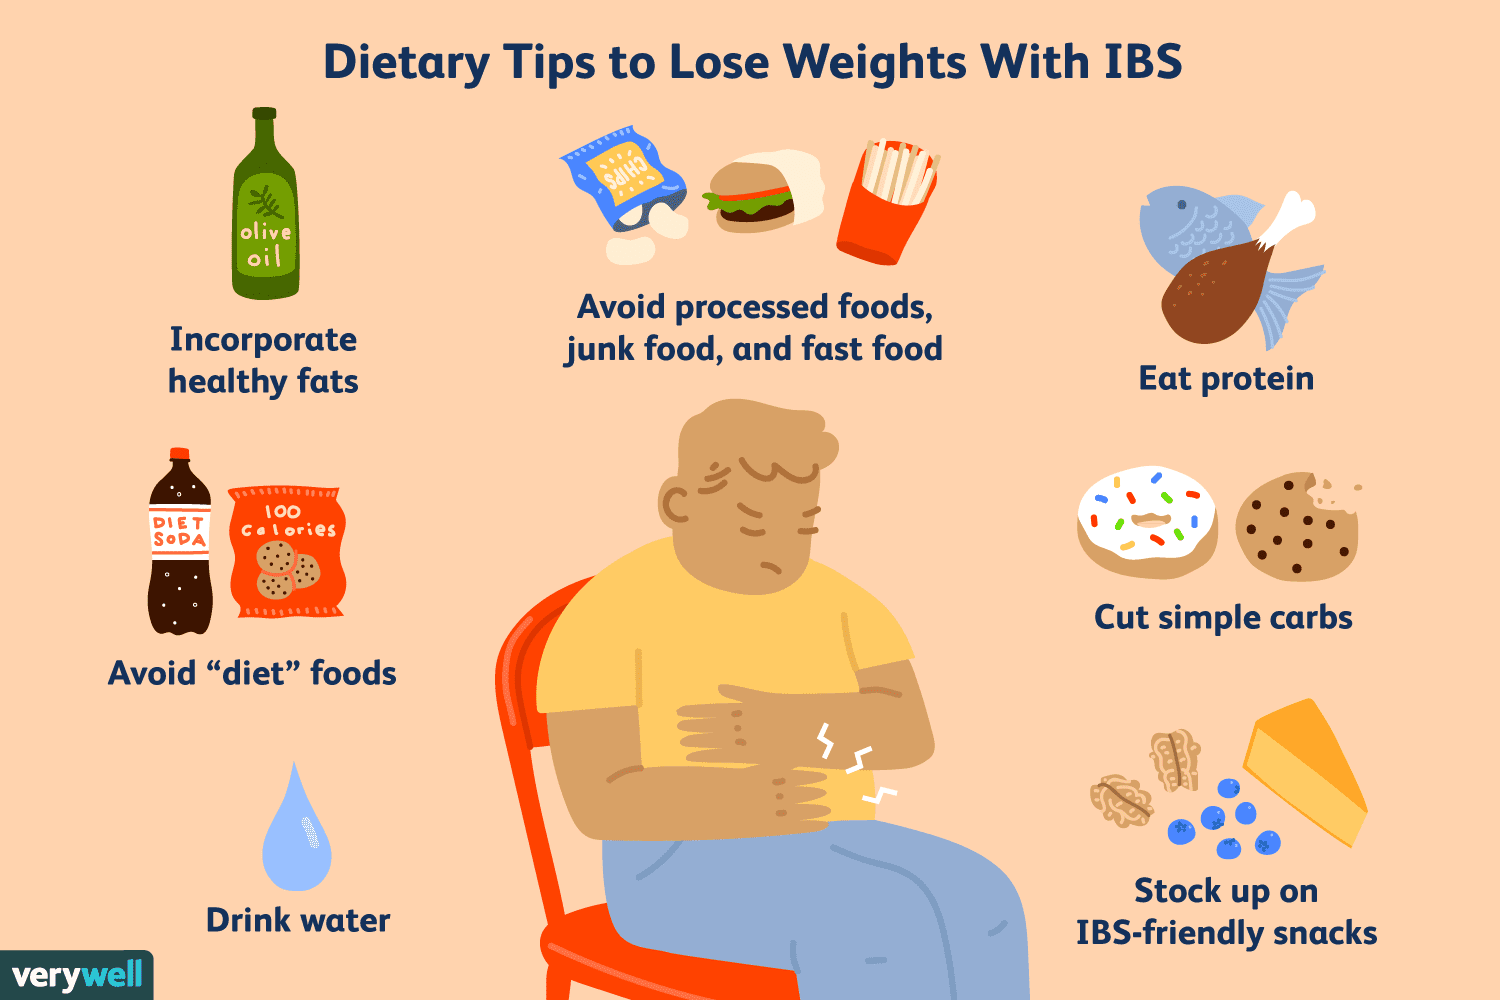 Dietary Tips to Lose Weights With IBS
olive
oil
Incorporate
healthy fats
CHIPS
Avoid processed foods,
junk food, and fast food
Eat protein
DIET
SODA
100
Calories
Avoid “diet” foods
Cut simple carbs
Drink water
Stock up on
IBS-friendly snacks
verywell